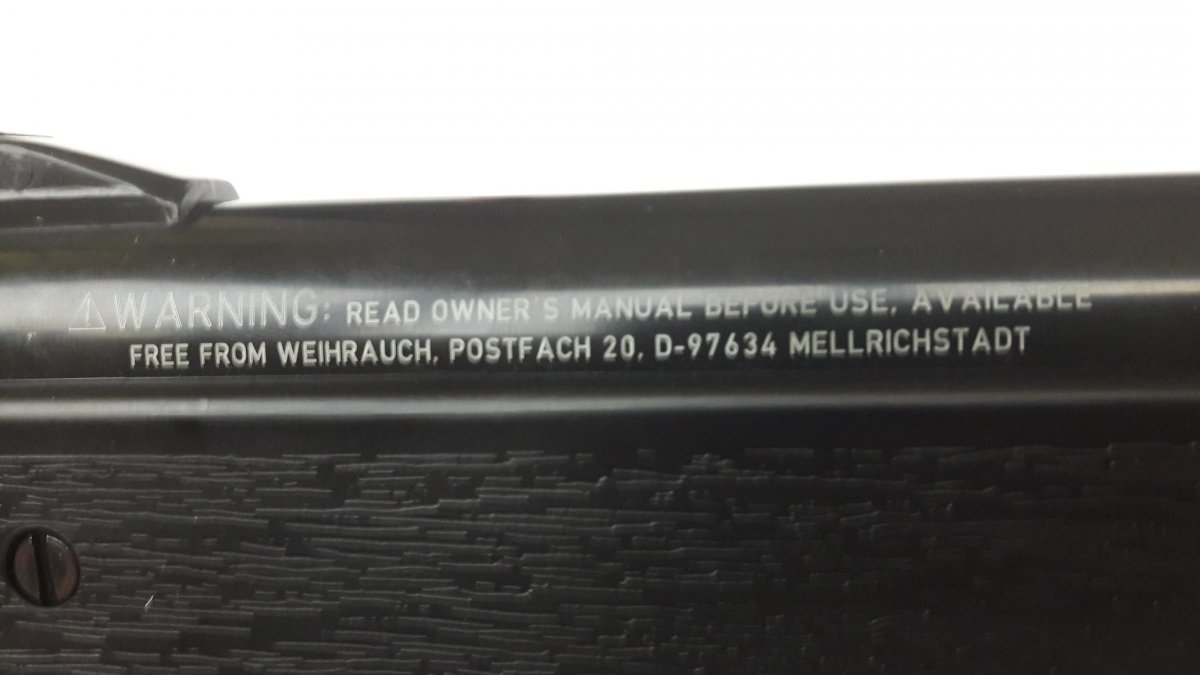 ⚠WARNING: READ OWNER'S MANUAL BEFORE USE, AVAILABLE
FREE FROM WEIHRAUCH, POSTFACH 20, D-97634 MELLRICHSTADT